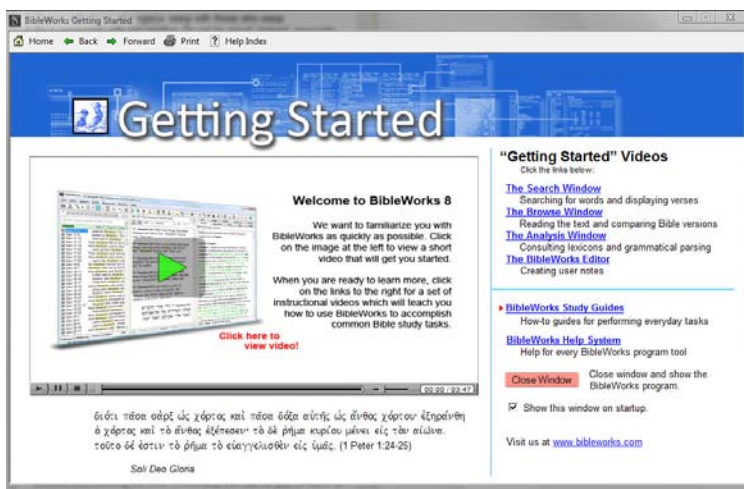 BibleWorks Getting Started
Home Back Forward Print ? Help Index
Getting Started
Welcome to BibleWorks 8
We want to familiarize you with
BibleWorks as quickly as possible. Click
on the image at the left to view a short
video that will get you started.
When you are ready to learn more, click
on the links to the right for a set of
instructional videos which will teach you
how to use BibleWorks to accomplish
common Bible study tasks.
Click here to
view video!
00:00 / 03:47
διότι πᾶσα σὰρξ ὡς χόρτος καὶ πᾶσα δόξα αὐτῆς ὡς ἄνθος χόρτου· ἐξηράνθη
ὁ χόρτος καὶ τὸ ἄνθος ἐξέπεσεν· τὸ δὲ ῥῆμα κυρίου μένει εἰς τὸν αἰῶνα.
τοῦτο δέ ἐστιν τὸ ῥῆμα τὸ εὐαγγελισθὲν εἰς ὑμᾶς. (1 Peter 1:24-25)
Soli Deo Gloria
"Getting Started" Videos
Click the links below:
The Search Window
Searching for words and displaying verses
The Browse Window
Reading the text and comparing Bible versions
The Analysis Window
Consulting lexicons and grammatical parsing
The BibleWorks Editor
Creating user notes
BibleWorks Study Guides
How-to guides for performing everyday tasks
BibleWorks Help System
Help for every BibleWorks program tool
Close Window
Close window and show the
BibleWorks program.
Show this window on startup.
Visit us at www.bibleworks.com